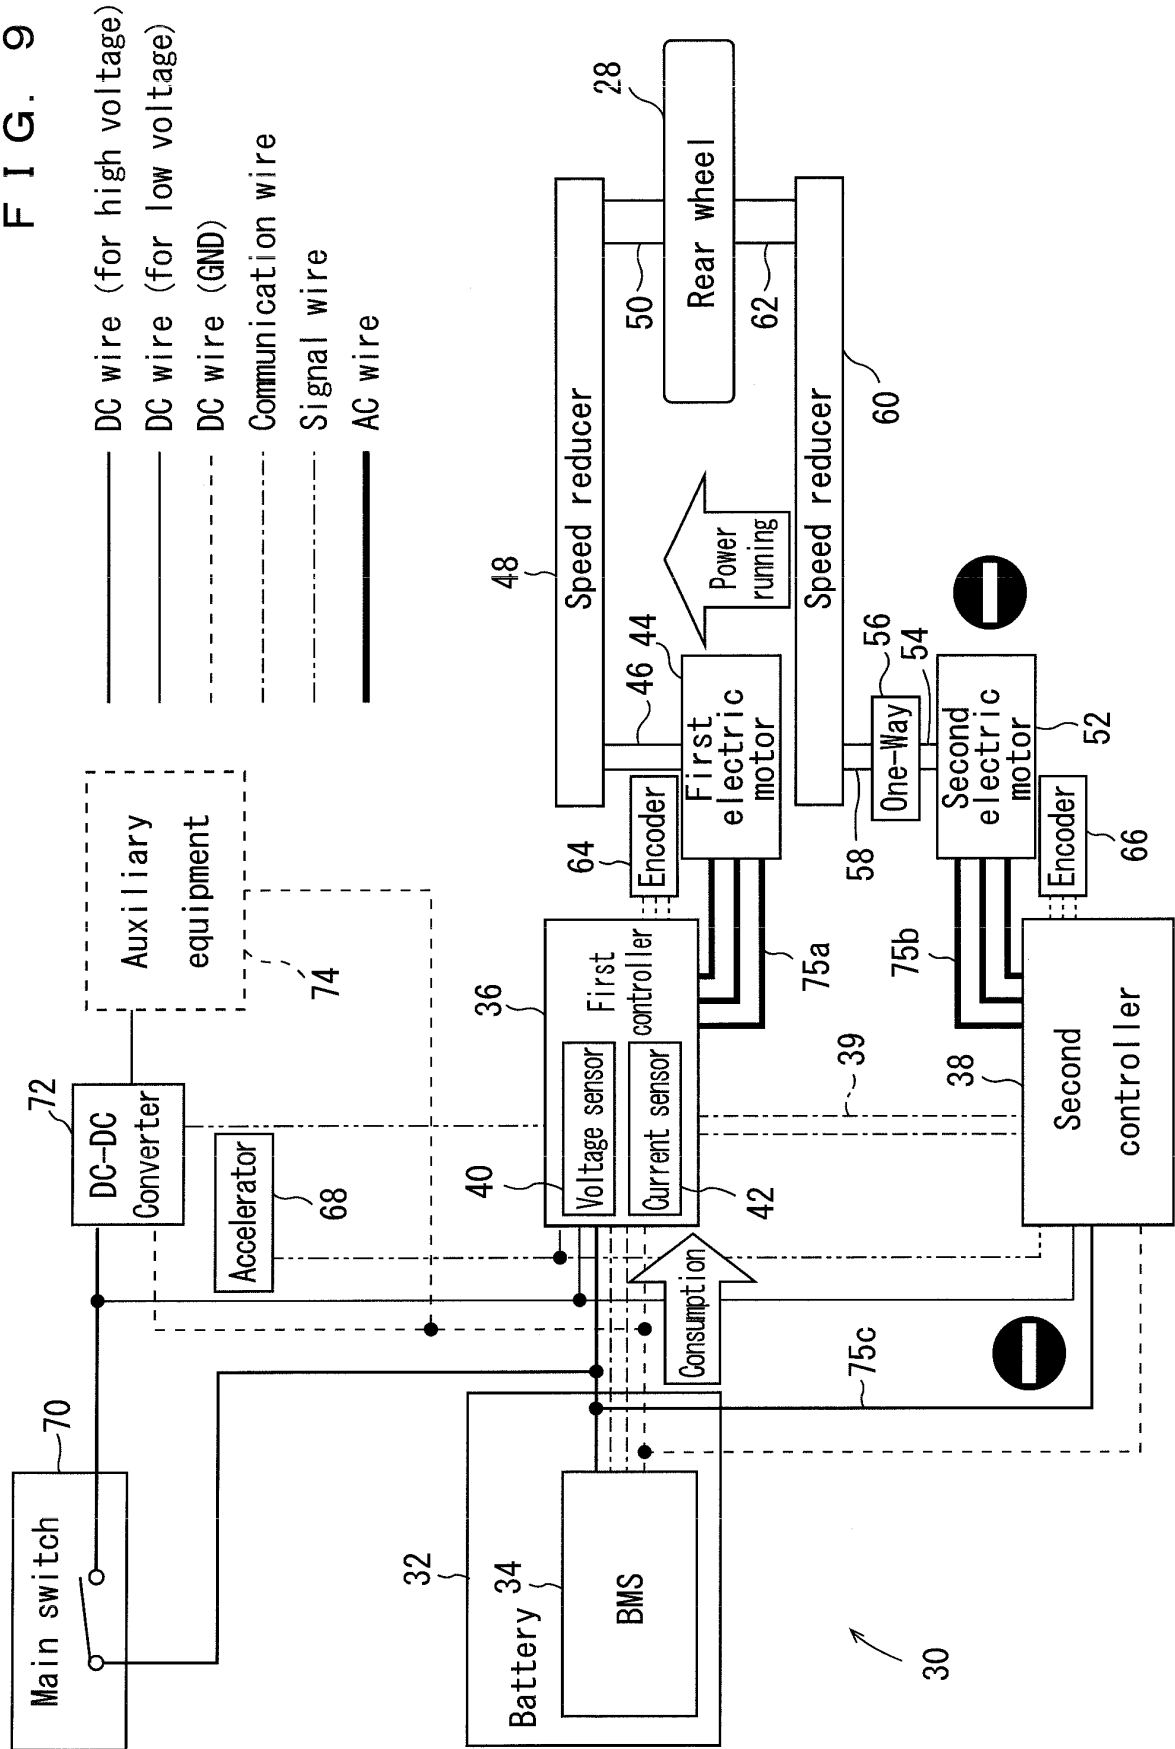 FIG. 9
DC wire (for high voltage)
DC wire (for low voltage)
DC wire (GND)
Communication wire
Signal wire
AC wire
70
Main switch
72
DC-DC
Converter
Auxiliary
equipment
74
Accelerator
68
32
Battery
34
BMS
30
36
First
controller
40
Voltage sensor
Current sensor
42
Consumption
75c
39
38
Second
controller
64
Encoder
75a
75b
Encoder
66
46
44
First
electric
motor
48
Speed reducer
50
28
Rear wheel
62
Power
running
Speed reducer
60
58
One-Way
56
54
Second
electric
motor
52